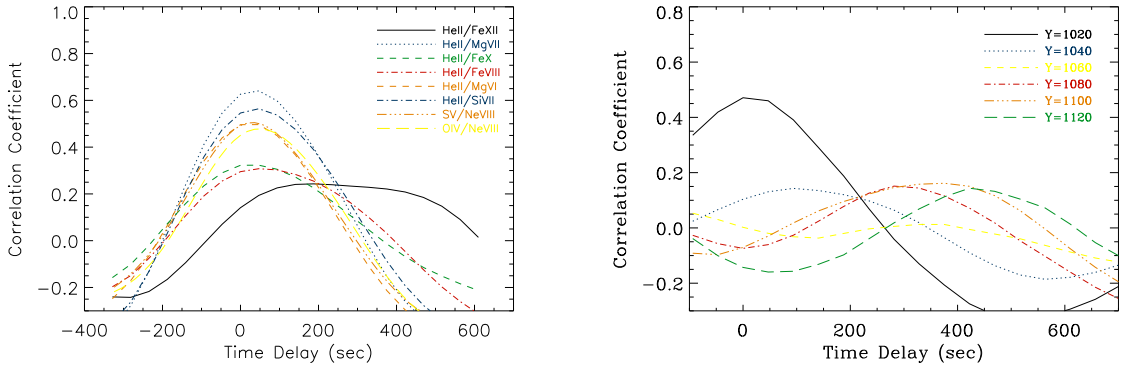 1.0
0.8
0.6
0.4
0.2
0.0
−0.2
Correlation Coefficient
−400
−200
0
200
400
600
Time Delay (sec)
HeII/FeXII
HeII/MgVII
HeII/FeX
HeII/FeVIII
HeII/MgVI
HeII/SiVII
SV/NeVIII
OIV/NeVIII
0.8
0.6
0.4
0.2
0.0
−0.2
Correlation Coefficient
0
200
400
600
Time Delay (sec)
Y=1020
Y=1040
Y=1060
Y=1080
Y=1100
Y=1120